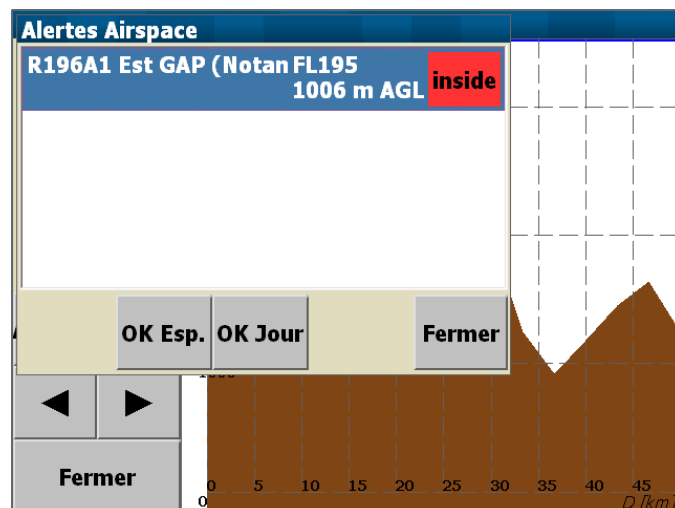 Alertes Airspace
R196A1 Est GAP (Notan FL195
1006 m AGL
inside
OK Esp.
OK Jour
Fermer
Fermer
0 5 10 15 20 25 30 35 40 45
0
D [km]